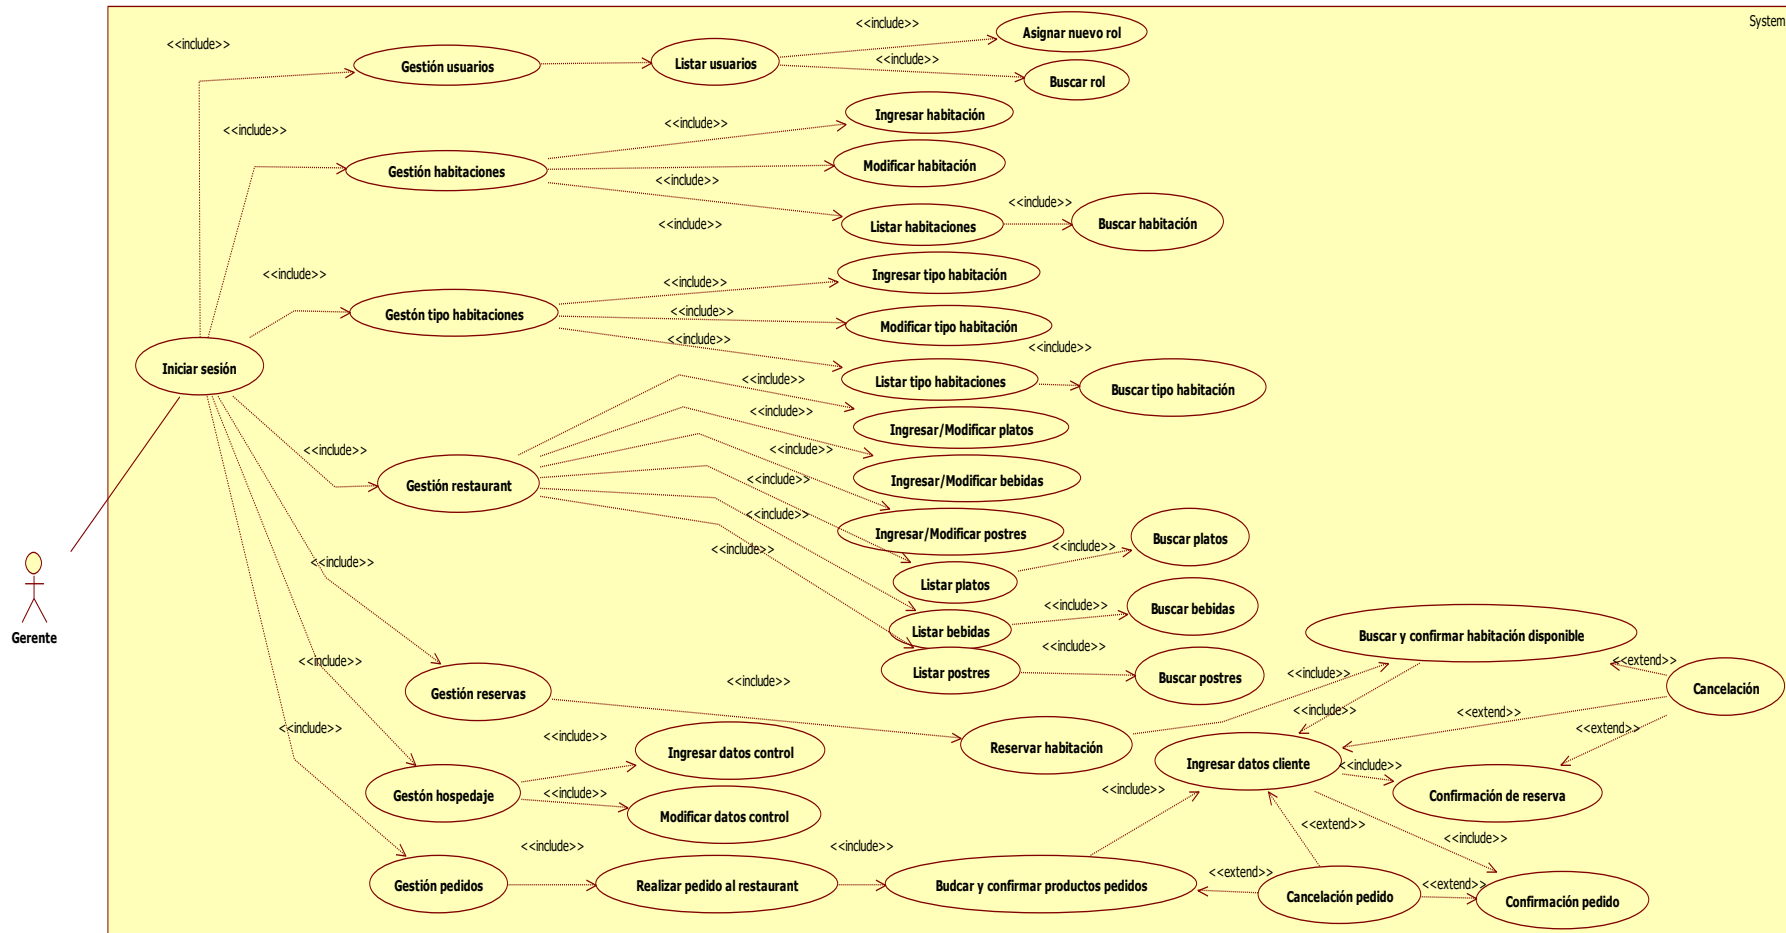 System
<<include>>
<<include>>
Asignar nuevo rol
Gestión usuarios
Listar usuarios
<<include>>
Buscar rol
<<include>>
<<include>>
Ingresar habitación
Gestión habitaciones
Modificar habitación
<<include>>
<<include>>
Listar habitaciones
<<include>>
Buscar habitación
<<include>>
Ingresar tipo habitación
<<include>>
Gestón tipo habitaciones
<<include>>
Modificar tipo habitación
<<include>>
<<include>>
Iniciar sesión
Listar tipo habitaciones
Buscar tipo habitación
<<include>>
<<include>>
Ingresar/Modificar platos
<<include>>
<<include>>
Gestión restaurant
<<include>>
Ingresar/Modificar bebidas
<<include>>
Ingresar/Modificar postres
Buscar platos
<<include>>
<<include>>
<<include>>
Listar platos
<<include>>
Buscar bebidas
Listar bebidas
Gerente
Buscar y confirmar habitación disponible
<<include>>
<<include>>
<<include>>
<<extend>>
Listar postres
Buscar postres
Gestión reservas
<<include>>
Cancelación
<<include>>
<<include>>
<<extend>>
<<extend>>
<<include>>
Ingresar datos control
Reservar habitación
Ingresar datos cliente
<<include>>
Gestón hospedaje
<<include>>
<<include>>
Confirmación de reserva
Modificar datos control
<<extend>>
<<include>>
<<include>>
<<include>>
Gestión pedidos
Realizar pedido al restaurant
Budcar y confirmar productos pedidos
<<extend>>
Cancelación pedido
<<extend>>
Confirmación pedido